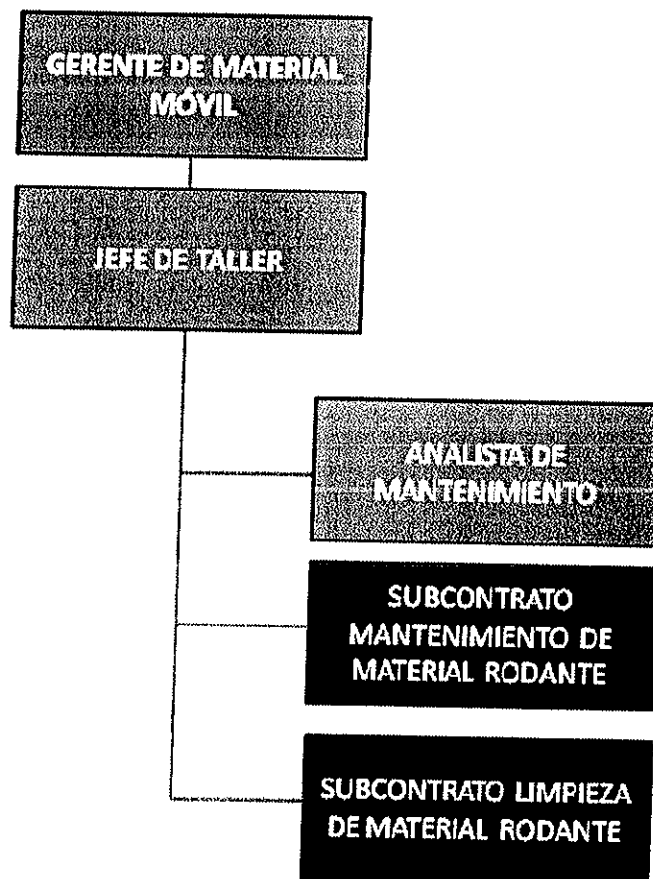 GERENTE DE MATERIAL
MÓVIL
JEFE DE TALLER
ANALISTA DE
MANTENIMIENTO
SUBCONTRATO
MANTENIMIENTO DE
MATERIAL RODANTE
SUBCONTRATO LIMPIEZA
DE MATERIAL RODANTE